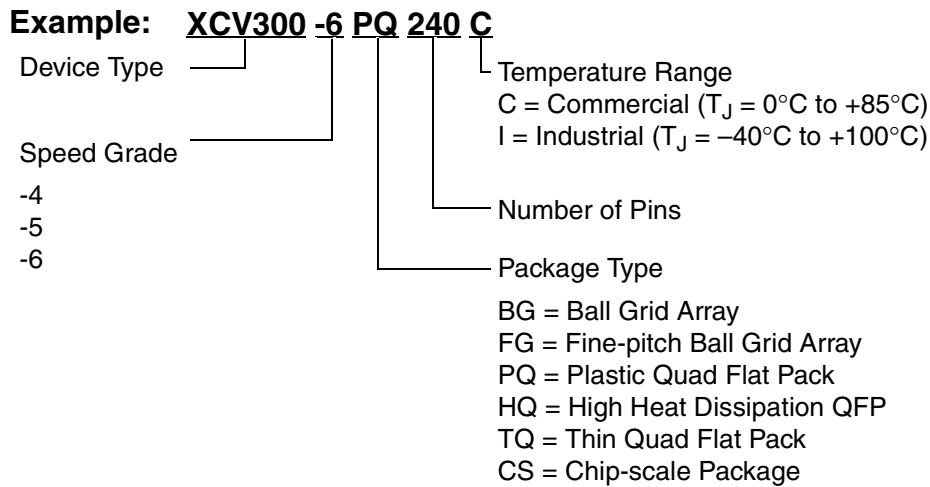 Example: XCV300 -6 PQ 240 C
Device Type
Temperature Range
C = Commercial (TJ = 0°C to +85°C)
I = Industrial (TJ = –40°C to +100°C)
Speed Grade
-4
-5
-6
Number of Pins
Package Type
BG = Ball Grid Array
FG = Fine-pitch Ball Grid Array
PQ = Plastic Quad Flat Pack
HQ = High Heat Dissipation QFP
TQ = Thin Quad Flat Pack
CS = Chip-scale Package